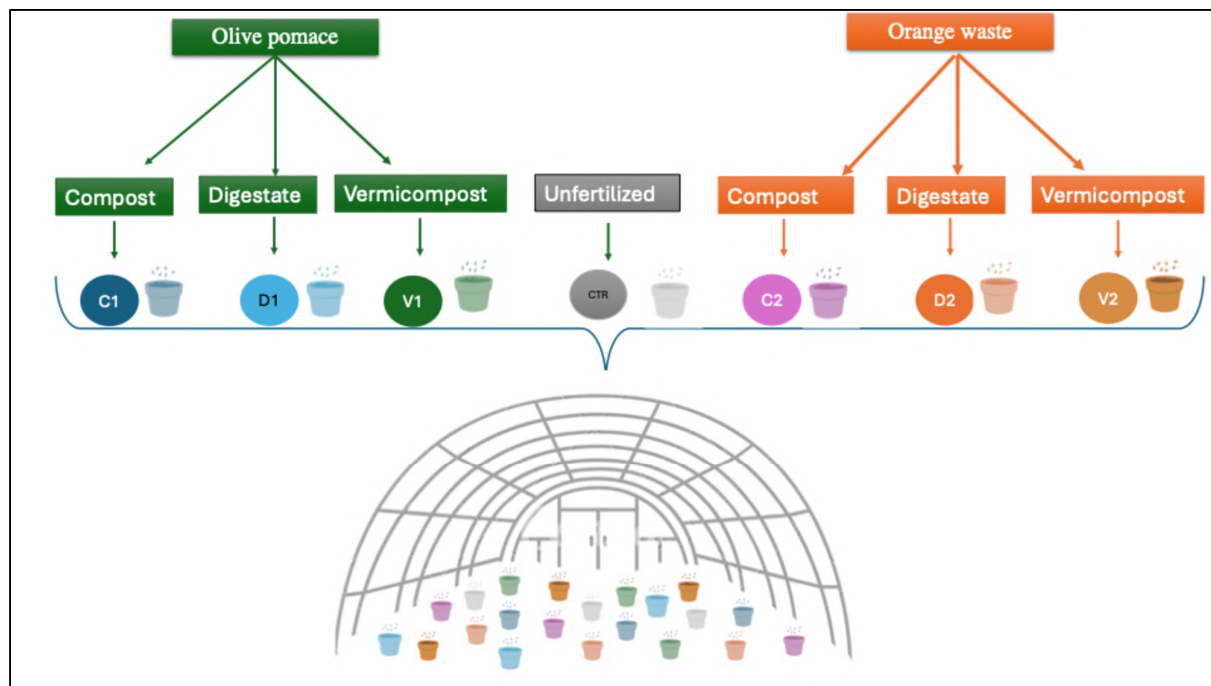 Olive pomace
Orange waste
Compost
Digestate
Vermicompost
Unfertilized
Compost
Digestate
Vermicompost
C1
D1
V1
CTR
C2
D2
V2